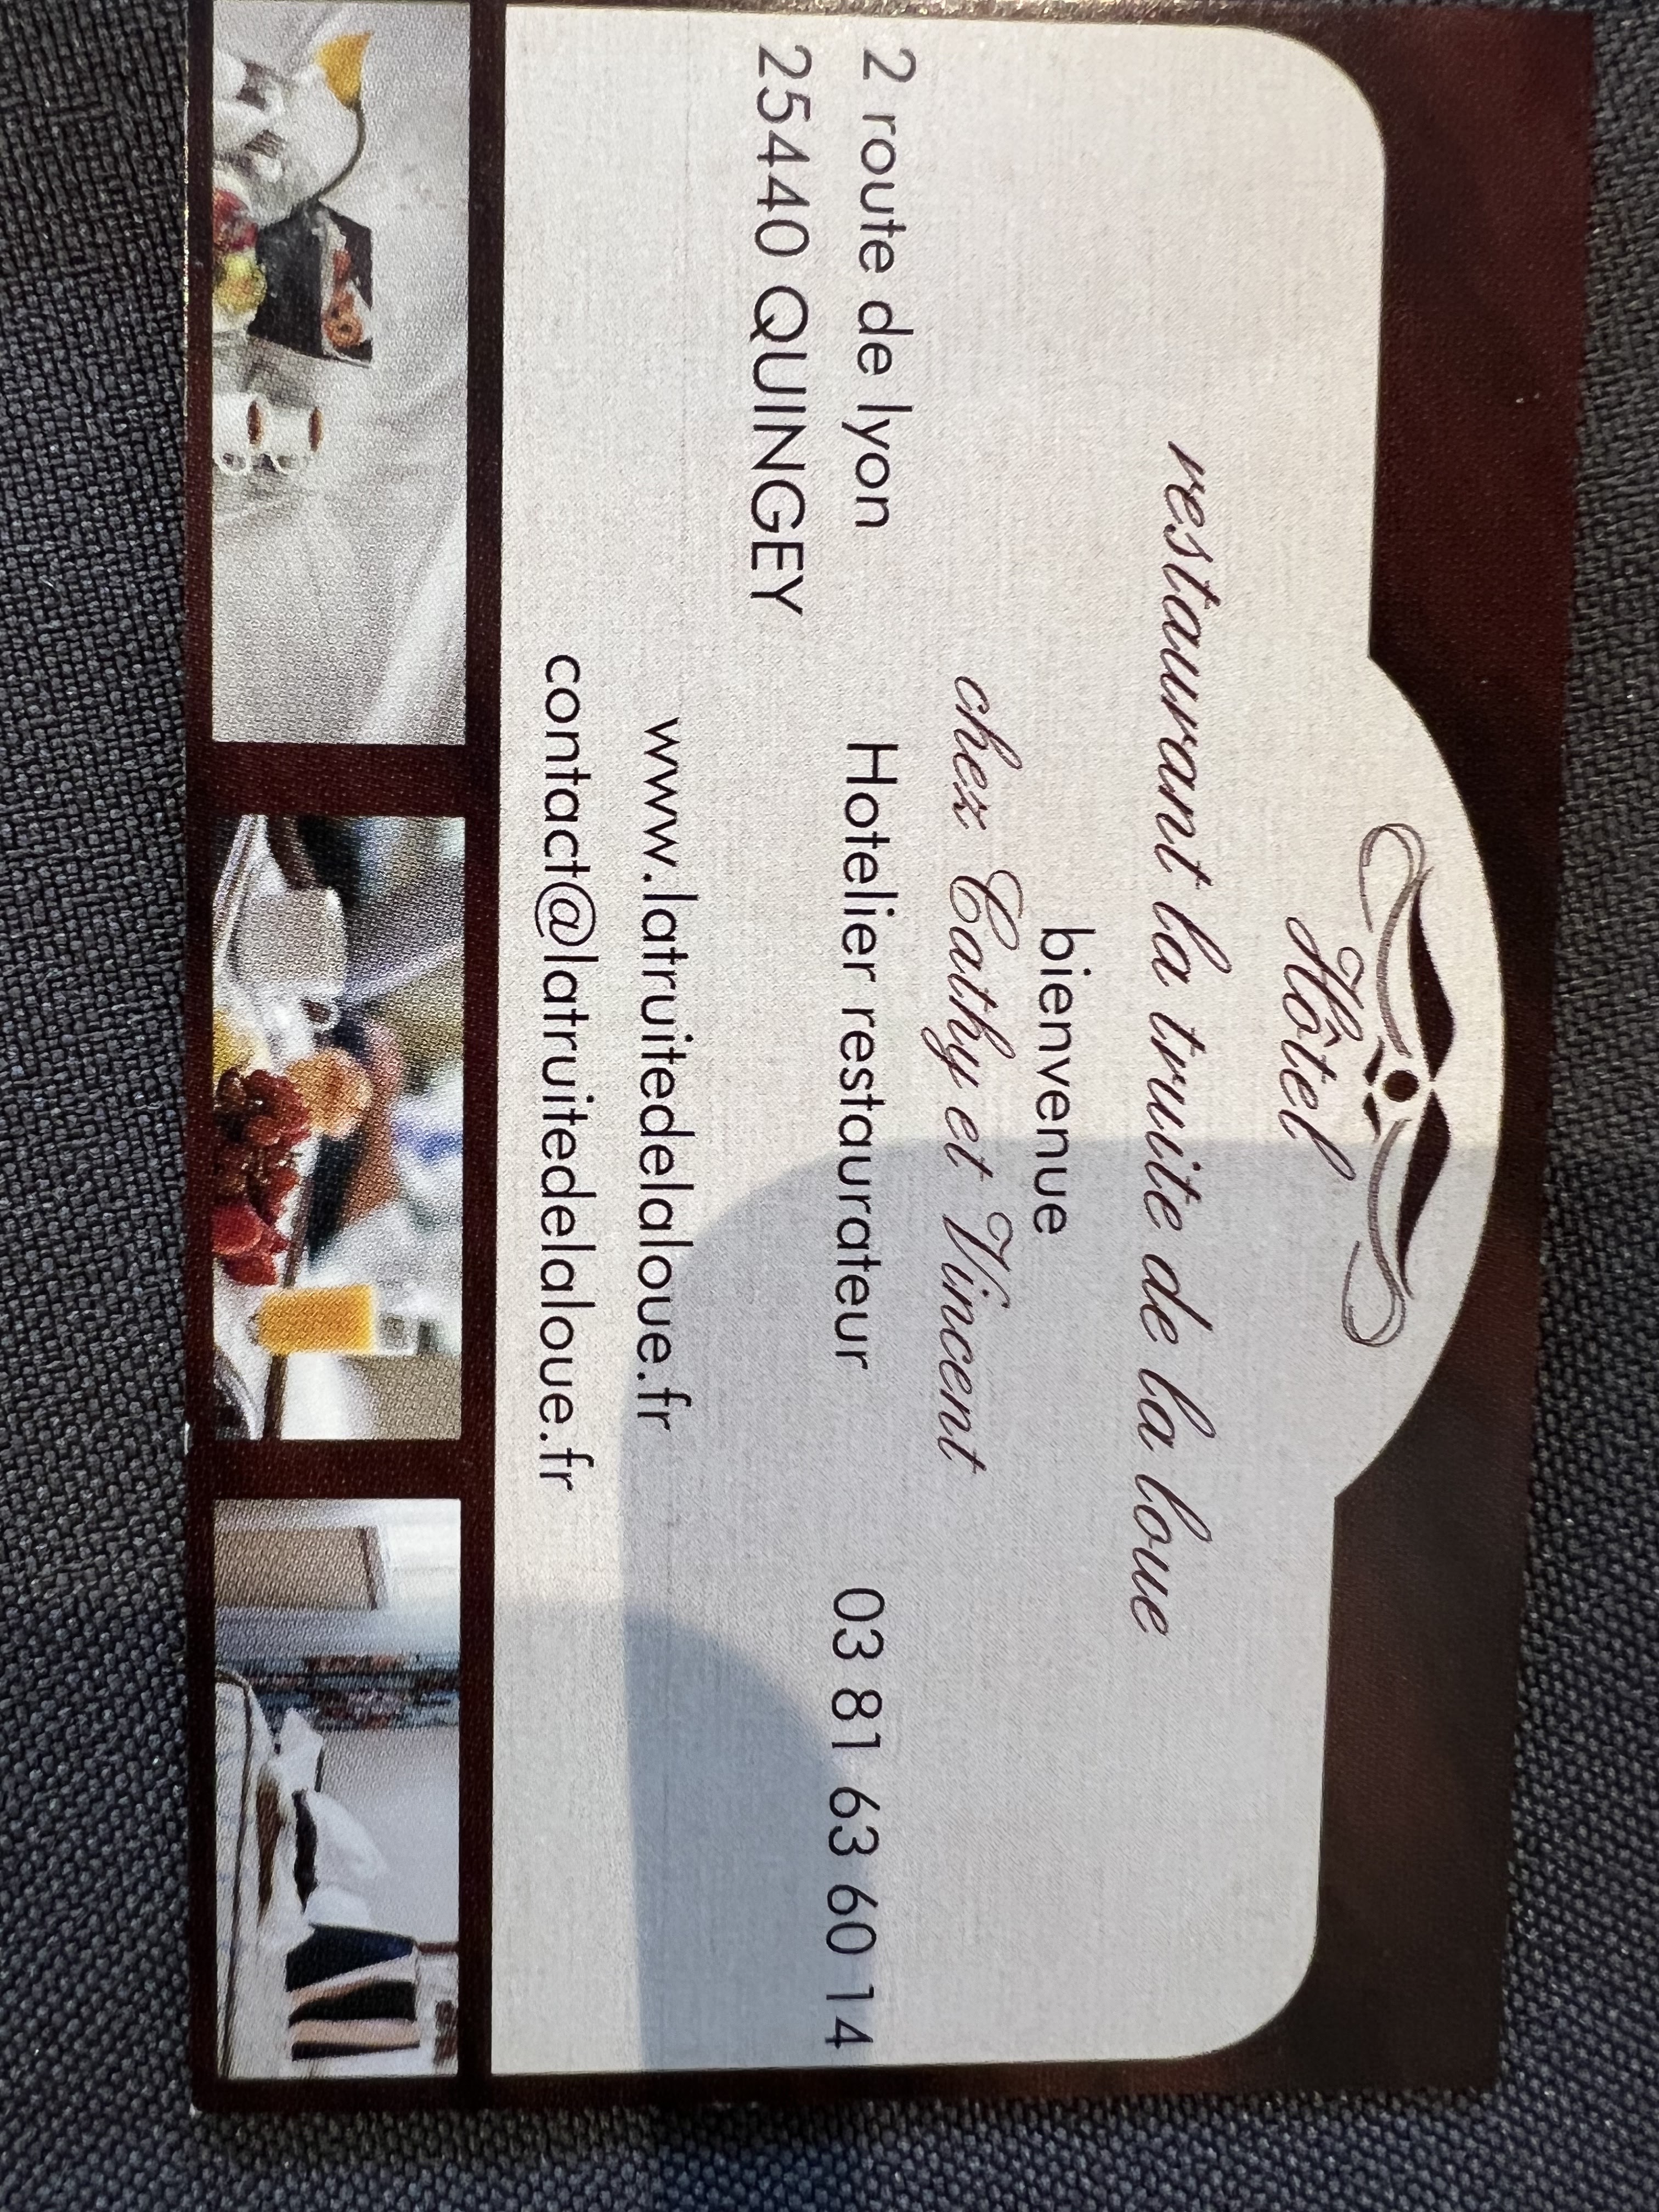 Hôtel
restaurant la truite de la loue
bienvenue
chez Cathy et Vincent
2 route de lyon Hotelier restaurateur 03 81 63 60 14
25440 QUINGEY
www.latruitedelaloue.fr
contact@latruitedelaloue.fr